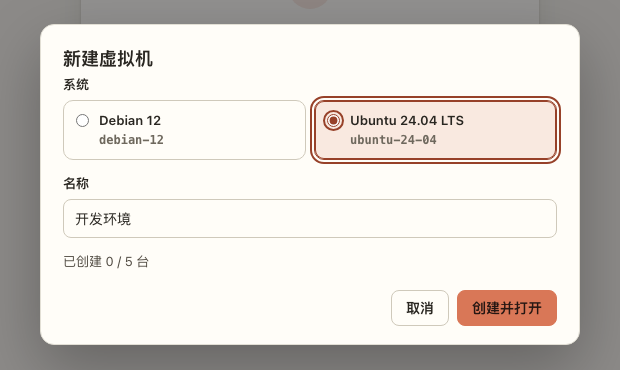 新建虚拟机
系统
Debian 12
debian-12
Ubuntu 24.04 LTS
ubuntu-24-04
名称
开发环境
已创建 0 / 5 台
取消
创建并打开